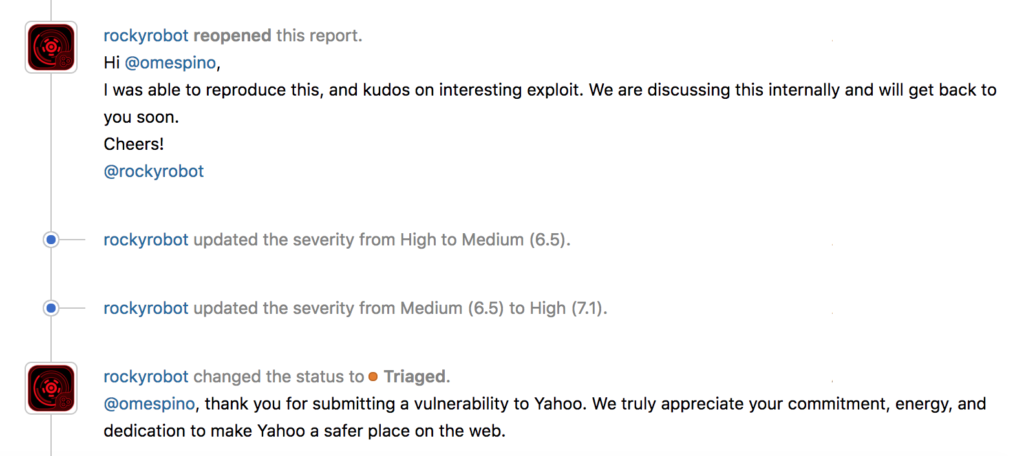 rockyrobot reopened this report.
Hi @omespino,
I was able to reproduce this, and kudos on interesting exploit. We are discussing this internally and will get back to
you soon.
Cheers!
@rockyrobot
rockyrobot updated the severity from High to Medium (6.5).
rockyrobot updated the severity from Medium (6.5) to High (7.1).
rockyrobot changed the status to Triaged.
@omespino, thank you for submitting a vulnerability to Yahoo. We truly appreciate your commitment, energy, and
dedication to make Yahoo a safer place on the web.